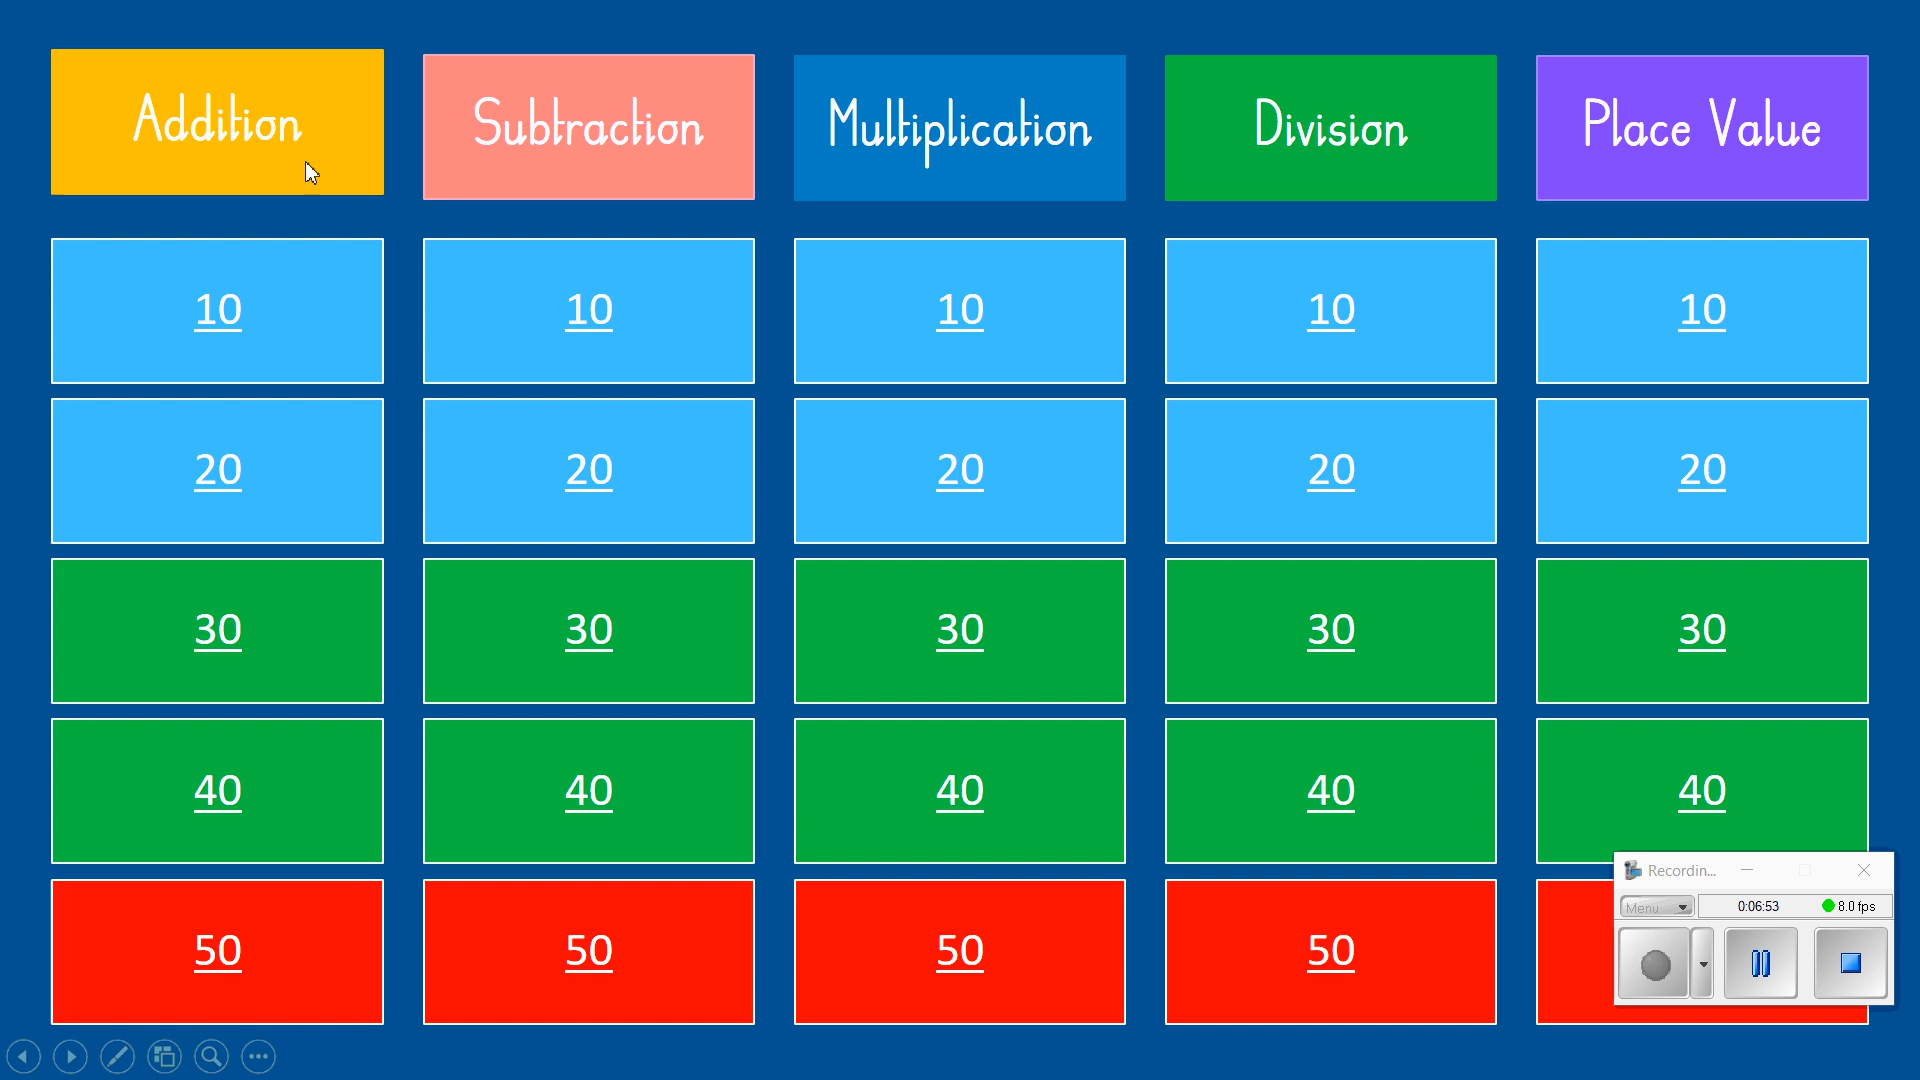 Addition Subtraction Multiplication Division Place Value
10 10 10 10 10
20 20 20 20 20
30 30 30 30 30
40 40 40 40 40
Recordin...
Menu 0:06:53 8.0 fps
50 50 50 50